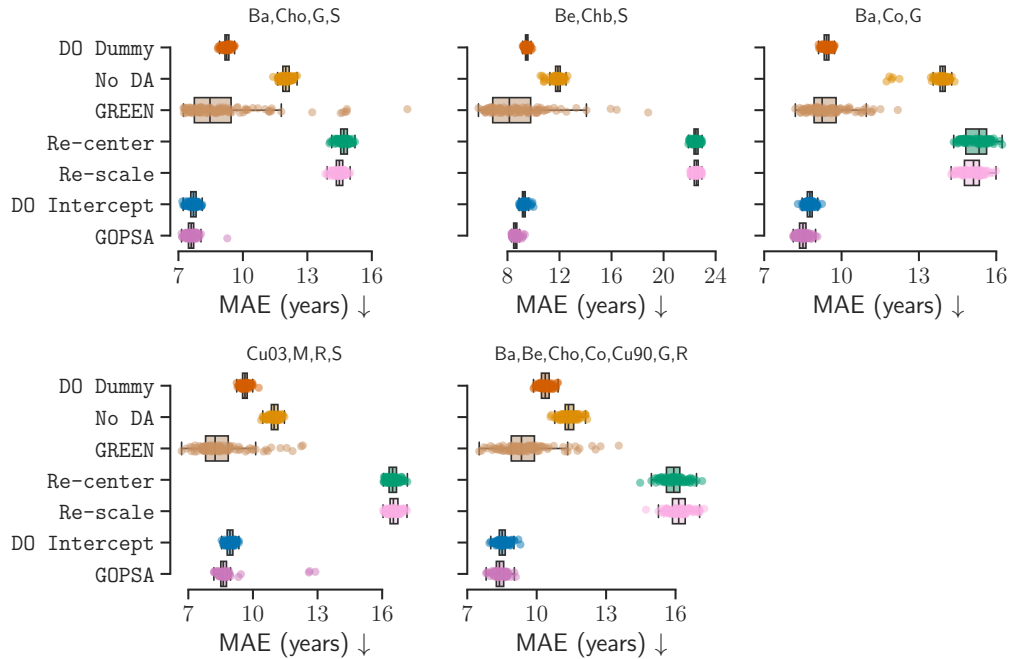 Ba,Cho,G,S
Be,Chb,S
Ba,Co,G
DO Dummy
No DA
GREEN
Re-center
Re-scale
DO Intercept
GOPSA
7 10 13 16
8 12 16 20 24
7 10 13 16
MAE (years) ↓
MAE (years) ↓
MAE (years) ↓
Cu03,M,R,S
Ba,Be,Cho,Co,Cu90,G,R
DO Dummy
No DA
GREEN
Re-center
Re-scale
DO Intercept
GOPSA
7 10 13 16
7 10 13 16
MAE (years) ↓
MAE (years) ↓